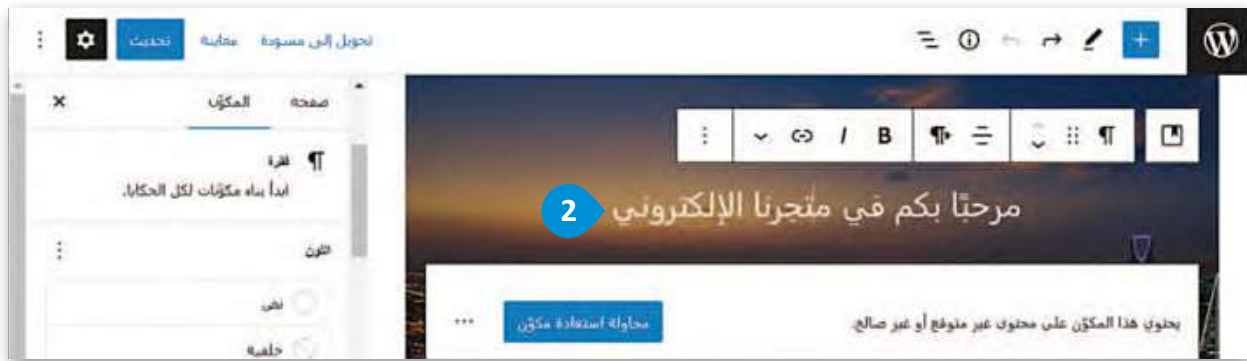 تحويل إلى مسودة معاينة تحديث
صفحة المكوّن
فقرة
ابدأ بناء مكوّنات لكل الحكايا.
اللون
نص
خلفية
B I
مرحبًا بكم في متجرنا الإلكتروني
2
يحتوي هذا المكوّن على محتوى غير متوقع أو غير صالح.
محاولة استعادة مكوّن